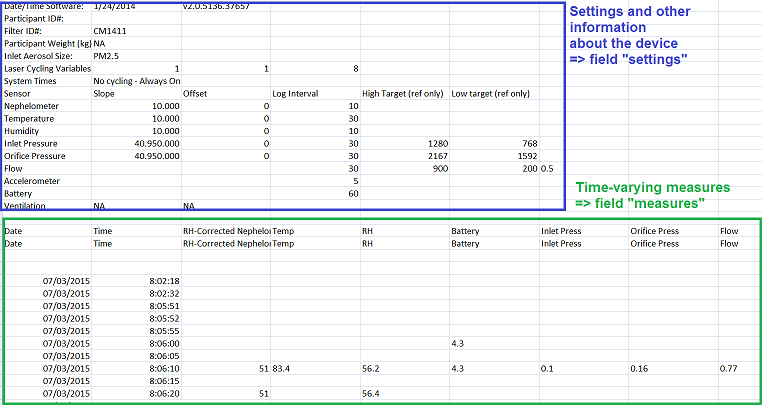 Date/Time Software: 1/24/2014 v2.0.5136.37657
Participant ID#:
Filter ID#: CM1411
Participant Weight (kg) NA
Inlet Aerosol Size: PM2.5
Laser Cycling Variables 1 1 8
System Times No cycling - Always On
Sensor Slope Offset Log Interval High Target (ref only) Low target (ref only)
Nephelometer 10.000 0 10
Temperature 10.000 0 30
Humidity 10.000 0 10
Inlet Pressure 40.950.000 0 30 1280 768
Orifice Pressure 40.950.000 0 30 2167 1592
Flow 30 900 200 0.5
Accelerometer 5
Battery 60
Ventilation NA NA
Settings and other
information
about the device
=> field "settings"
Time-varying measures
=> field "measures"
Date Time RH-Corrected Nephelo Temp RH Battery Inlet Press Orifice Press Flow
Date Time RH-Corrected Nephelo Temp RH Battery Inlet Press Orifice Press Flow
07/03/2015 8:02:18
07/03/2015 8:02:32
07/03/2015 8:05:51
07/03/2015 8:05:52
07/03/2015 8:05:55
07/03/2015 8:06:00 4.3
07/03/2015 8:06:05
07/03/2015 8:06:10 51 83.4 56.2 4.3 0.1 0.16 0.77
07/03/2015 8:06:15
07/03/2015 8:06:20 51 56.4